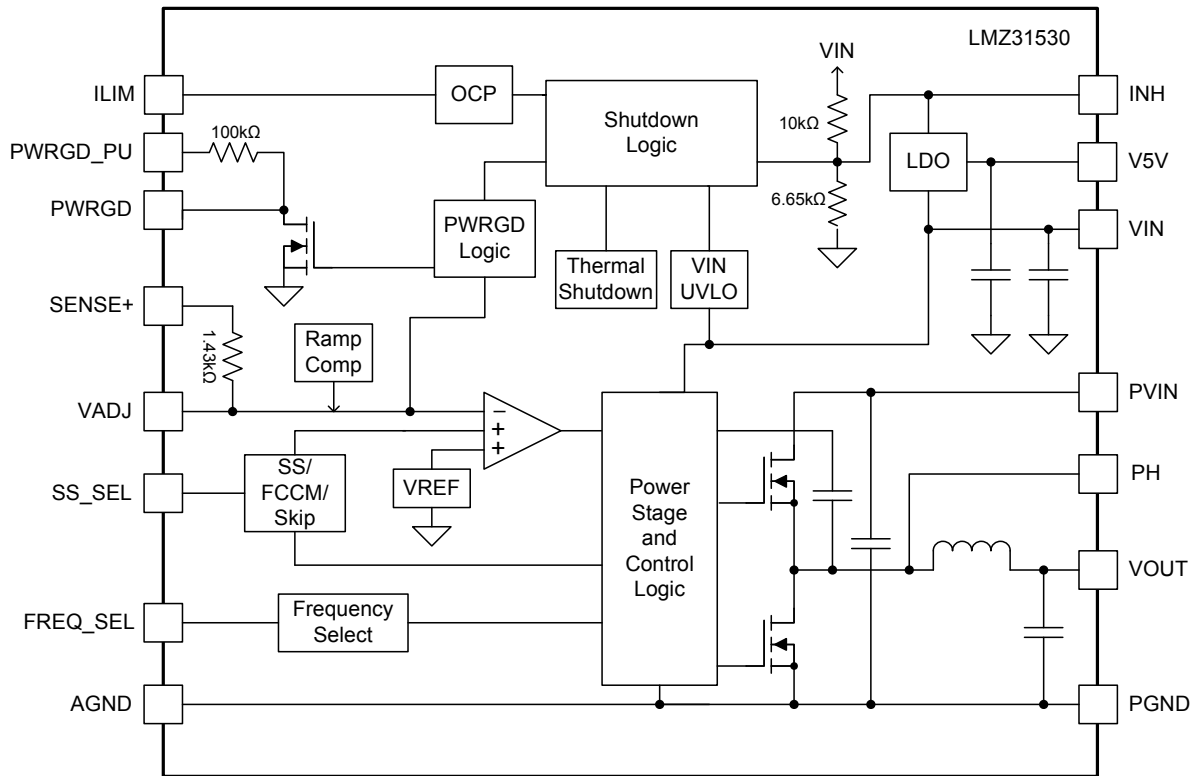 LMZ31530
ILIM
PWRGD_PU
PWRGD
SENSE+
VADJ
SS_SEL
FREQ_SEL
AGND
100kΩ
1.43kΩ
OCP
Shutdown
Logic
PWRGD
Logic
Thermal
Shutdown
VIN
UVLO
Ramp
Comp
SS/
FCCM/
Skip
VREF
−
+
+
Frequency
Select
Power
Stage
and
Control
Logic
VIN
10kΩ
6.65kΩ
LDO
INH
V5V
VIN
PVIN
PH
VOUT
PGND